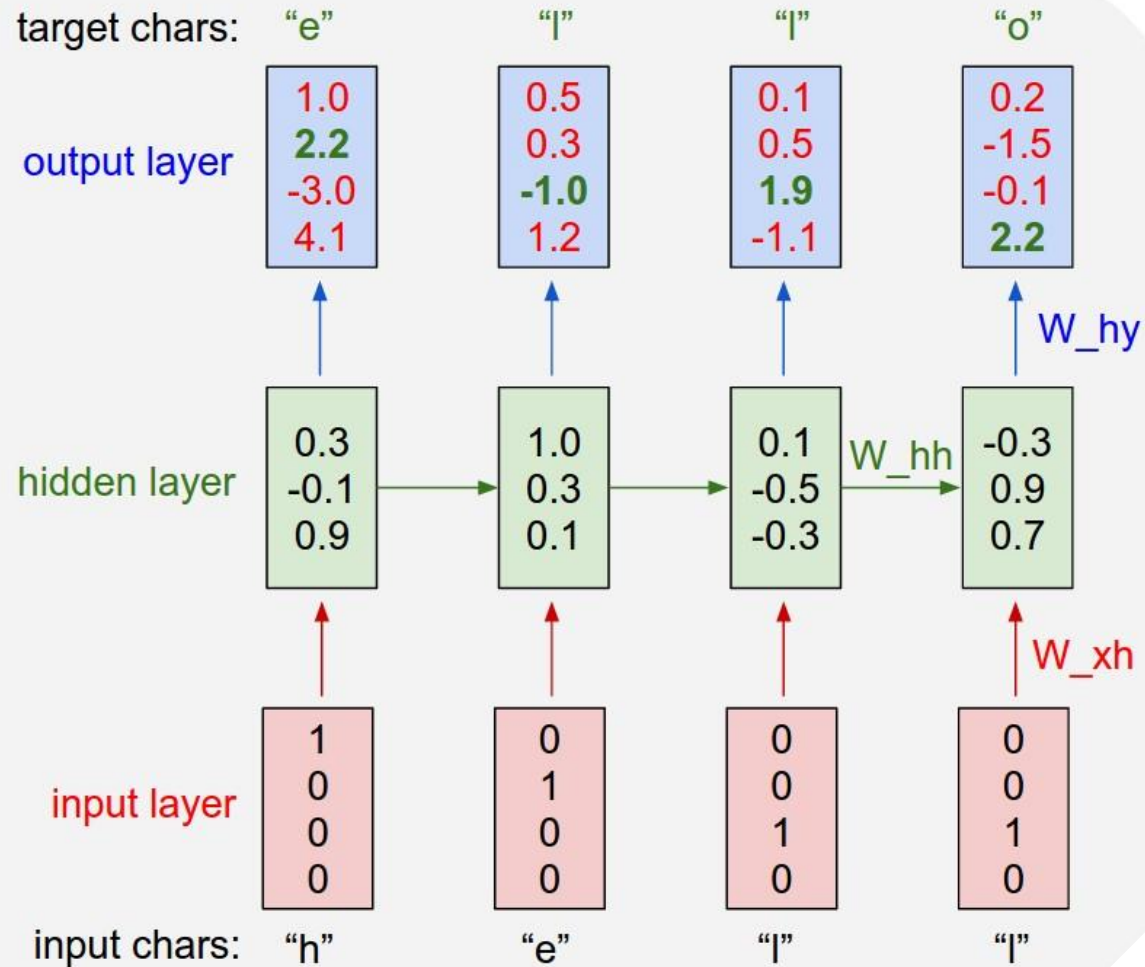 target chars: “e” “l” “l” “o”
1.0 0.5 0.1 0.2
2.2 0.3 0.5 -1.5
output layer
-3.0 -1.0 1.9 -0.1
4.1 1.2 -1.1 2.2
W_hy
0.3 1.0 0.1 -0.3
W_hh
hidden layer
-0.1 0.3 -0.5 0.9
0.9 0.1 -0.3 0.7
W_xh
1 0 0 0
0 1 0 0
input layer
0 0 1 1
0 0 0 0
input chars: “h” “e” “l” “l”